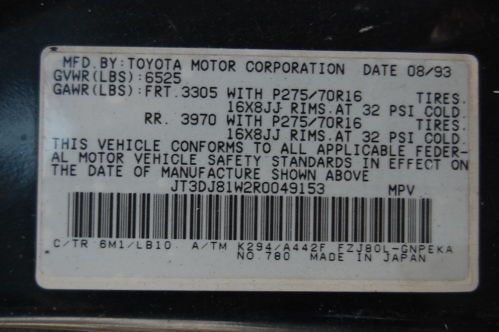 MFD.BY:TOYOTA MOTOR CORPORATION DATE 08/93
GVWR(LBS):6525
GAWR(LBS):FRT.3305 WITH P275/70R16 TIRES.
16X8JJ RIMS.AT 32 PSI COLD.
RR. 3970 WITH P275/70R16 TIRES.
16X8JJ RIMS.AT 32 PSI COLD.
THIS VEHICLE CONFORMS TO ALL APPLICABLE FEDER-
AL MOTOR VEHICLE SAFETY STANDARDS IN EFFECT ON
THE DATE OF MANUFACTURE SHOWN ABOVE
JT3DJ81W2R0049153 MPV
C/TR 6M1/LB10 A/TM K294/A442F FZJ80L-GNPEKA
NO.780 MADE IN JAPAN